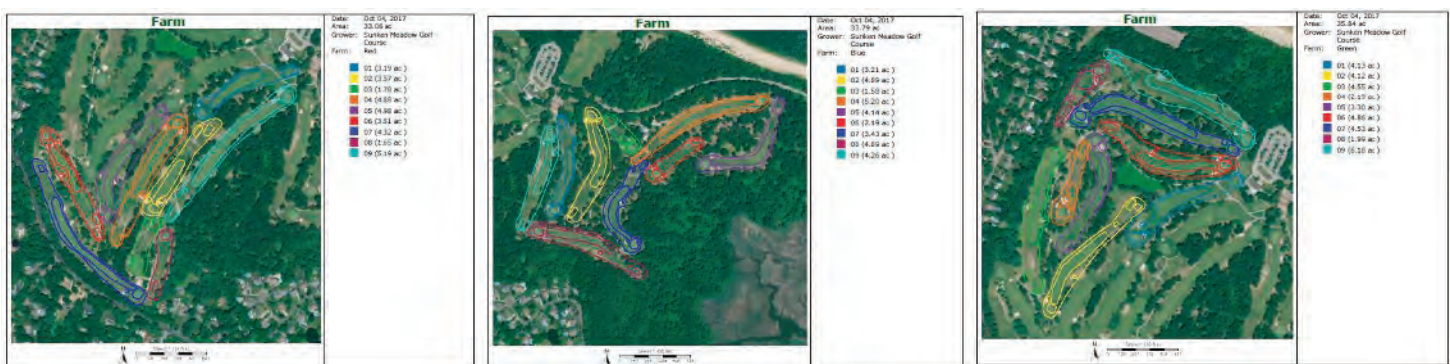 Farm
Date: Oct 04, 2017
Area: 33.06 ac
Grower: Sunken Meadow Golf
Course
Farm: Red
01 (3.19 ac )
02 (3.57 ac )
03 (1.78 ac )
04 (4.88 ac )
05 (4.98 ac )
06 (3.51 ac )
07 (4.32 ac )
08 (1.65 ac )
09 (5.19 ac )
Farm
Date: Oct 04, 2017
Area: 33.79 ac
Grower: Sunken Meadow Golf
Course
Farm: Blue
01 (3.21 ac )
02 (4.69 ac )
03 (1.58 ac )
04 (5.20 ac )
05 (4.14 ac )
06 (2.19 ac )
07 (3.43 ac )
08 (4.69 ac )
09 (4.26 ac )
Farm
Date: Oct 04, 2017
Area: 35.84 ac
Grower: Sunken Meadow Golf
Course
Farm: Green
01 (4.13 ac )
02 (4.12 ac )
03 (4.55 ac )
04 (2.19 ac )
05 (3.30 ac )
06 (4.86 ac )
07 (4.53 ac )
08 (1.99 ac )
09 (6.16 ac )